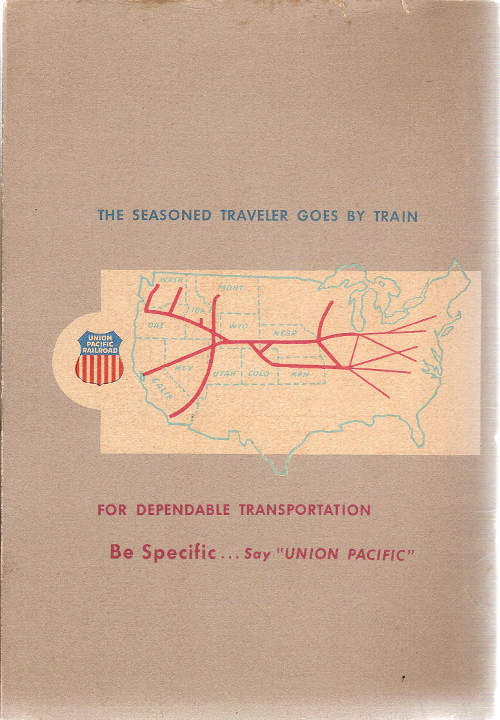 THE SEASONED TRAVELER GOES BY TRAIN
WASH.
MONT.
IDA.
ORE.
WYO.
NEBR
UNION
PACIFIC
RAILROAD
NEV
UTAH
COLO.
KAN
CALIF.
FOR DEPENDABLE TRANSPORTATION
Be Specific... Say "UNION PACIFIC"